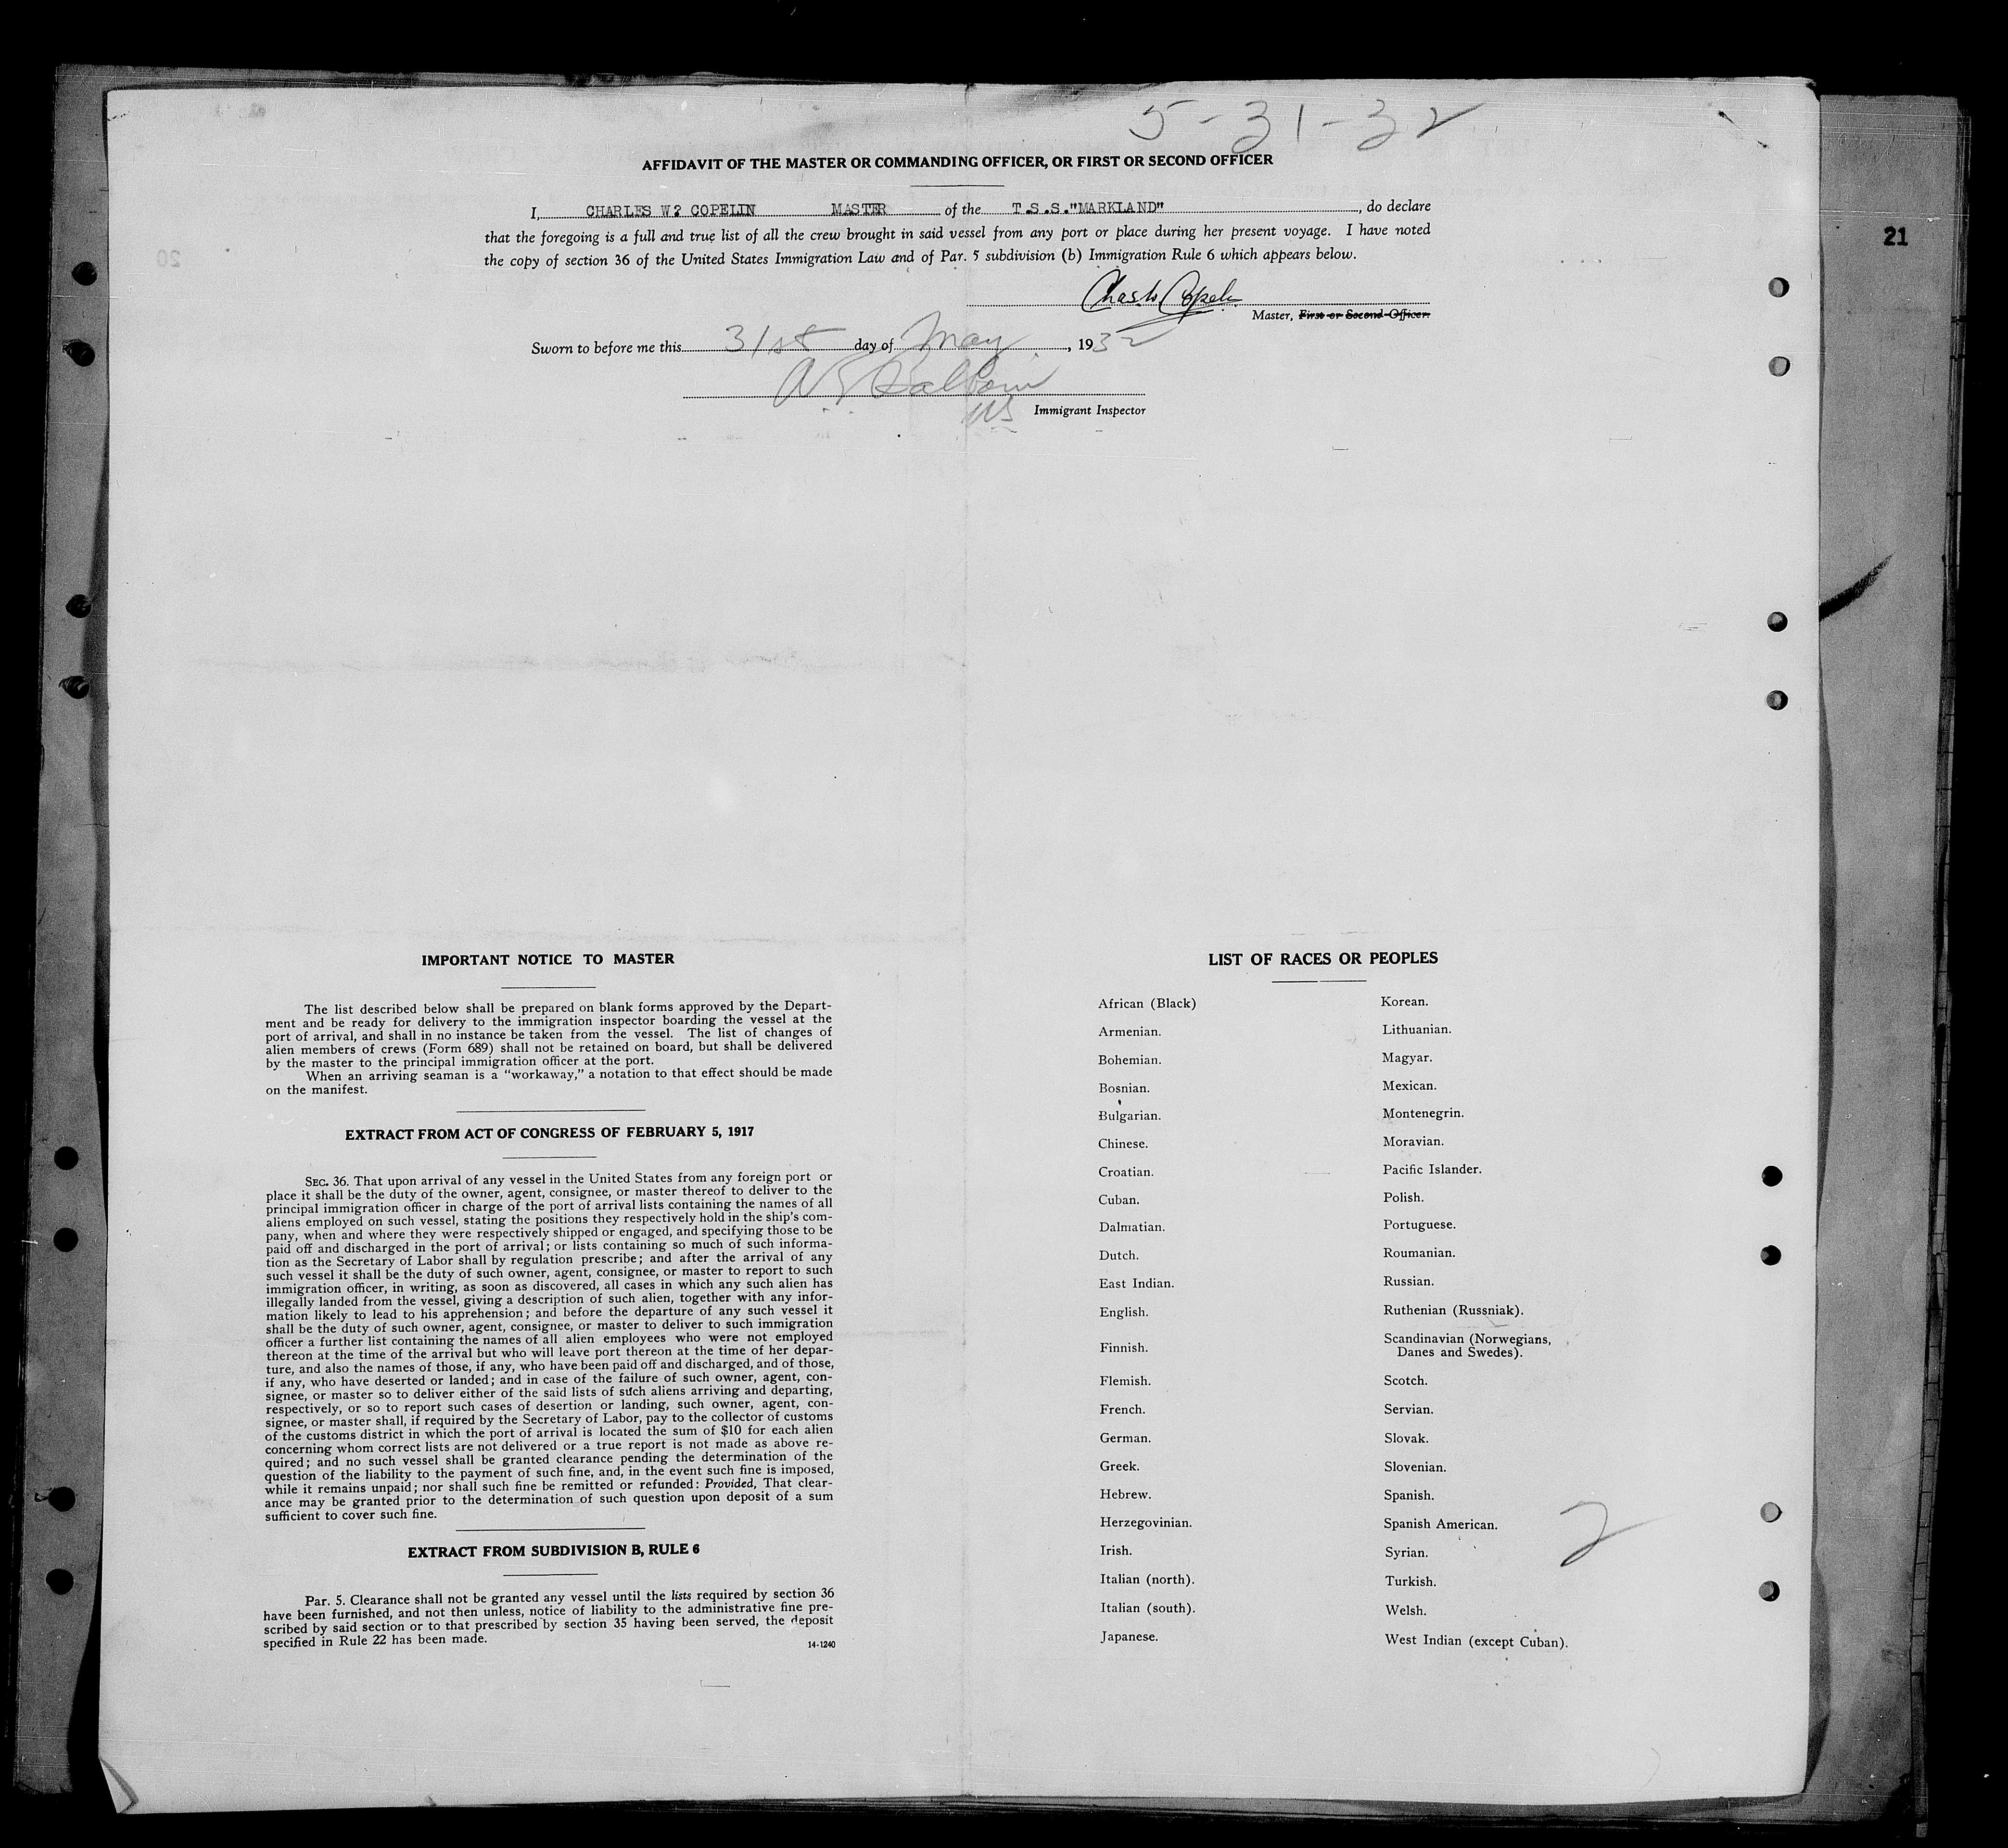 5-31-32
AFFIDAVIT OF THE MASTER OR COMMANDING OFFICER, OR FIRST OR SECOND OFFICER
I, CHARLES W? COPELIN MASTER of the T.S.S."MARKLAND", do declare
that the foregoing is a full and true list of all the crew brought in said vessel from any port or place during her present voyage. I have noted
the copy of section 36 of the United States Immigration Law and of Par. 5 subdivision (b) Immigration Rule 6 which appears below.
21
20
Master, First or Second Officer.
Sworn to before me this 31st day of May, 1932
Immigrant Inspector
IMPORTANT NOTICE TO MASTER
The list described below shall be prepared on blank forms approved by the Depart-
ment and be ready for delivery to the immigration inspector boarding the vessel at the
port of arrival, and shall in no instance be taken from the vessel. The list of changes of
alien members of crews (Form 689) shall not be retained on board, but shall be delivered
by the master to the principal immigration officer at the port.
When an arriving seaman is a "workaway," a notation to that effect should be made
on the manifest.
EXTRACT FROM ACT OF CONGRESS OF FEBRUARY 5, 1917
SEC. 36. That upon arrival of any vessel in the United States from any foreign port or
place it shall be the duty of the owner, agent, consignee, or master thereof to deliver to the
principal immigration officer in charge of the port of arrival lists containing the names of all
aliens employed on such vessel, stating the positions they respectively hold in the ship's com-
pany, when and where they were respectively shipped or engaged, and specifying those to be
paid off and discharged in the port of arrival; or lists containing so much of such informa-
tion as the Secretary of Labor shall by regulation prescribe; and after the arrival of any
such vessel it shall be the duty of such owner, agent, consignee, or master to report to such
immigration officer, in writing, as soon as discovered, all cases in which any such alien has
illegally landed from the vessel, giving a description of such alien, together with any infor-
mation likely to lead to his apprehension; and before the departure of any such vessel it
shall be the duty of such owner, agent, consignee, or master to deliver to such immigration
officer a further list containing the names of all alien employees who were not employed
thereon at the time of the arrival but who will leave port thereon at the time of her depar-
ture, and also the names of those, if any, who have been paid off and discharged, and of those,
if any, who have deserted or landed; and in case of the failure of such owner, agent, con-
signee, or master so to deliver either of the said lists of such aliens arriving and departing,
respectively, or so to report such cases of desertion or landing, such owner, agent, con-
signee, or master shall, if required by the Secretary of Labor, pay to the collector of customs
of the customs district in which the port of arrival is located the sum of $10 for each alien
concerning whom correct lists are not delivered or a true report is not made as above re-
quired; and no such vessel shall be granted clearance pending the determination of the
question of the liability to the payment of such fine, and, in the event such fine is imposed,
while it remains unpaid; nor shall such fine be remitted or refunded: Provided, That clear-
ance may be granted prior to the determination of such question upon deposit of a sum
sufficient to cover such fine.
EXTRACT FROM SUBDIVISION B, RULE 6
Par. 5. Clearance shall not be granted any vessel until the lists required by section 36
have been furnished, and not then unless, notice of liability to the administrative fine pre-
scribed by said section or to that prescribed by section 35 having been served, the deposit
specified in Rule 22 has been made.
14-1240
LIST OF RACES OR PEOPLES
African (Black)
Armenian.
Bohemian.
Bosnian.
Bulgarian.
Chinese.
Croatian.
Cuban.
Dalmatian.
Dutch.
East Indian.
English.
Finnish.
Flemish.
French.
German.
Greek.
Hebrew.
Herzegovinian.
Irish.
Italian (north).
Italian (south).
Japanese.
Korean.
Lithuanian.
Magyar.
Mexican.
Montenegrin.
Moravian.
Pacific Islander.
Polish.
Portuguese.
Roumanian.
Russian.
Ruthenian (Russniak).
Scandinavian (Norwegians,
Danes and Swedes).
Scotch.
Servian.
Slovak.
Slovenian.
Spanish.
Spanish American.
Syrian.
Turkish.
Welsh.
West Indian (except Cuban).
2